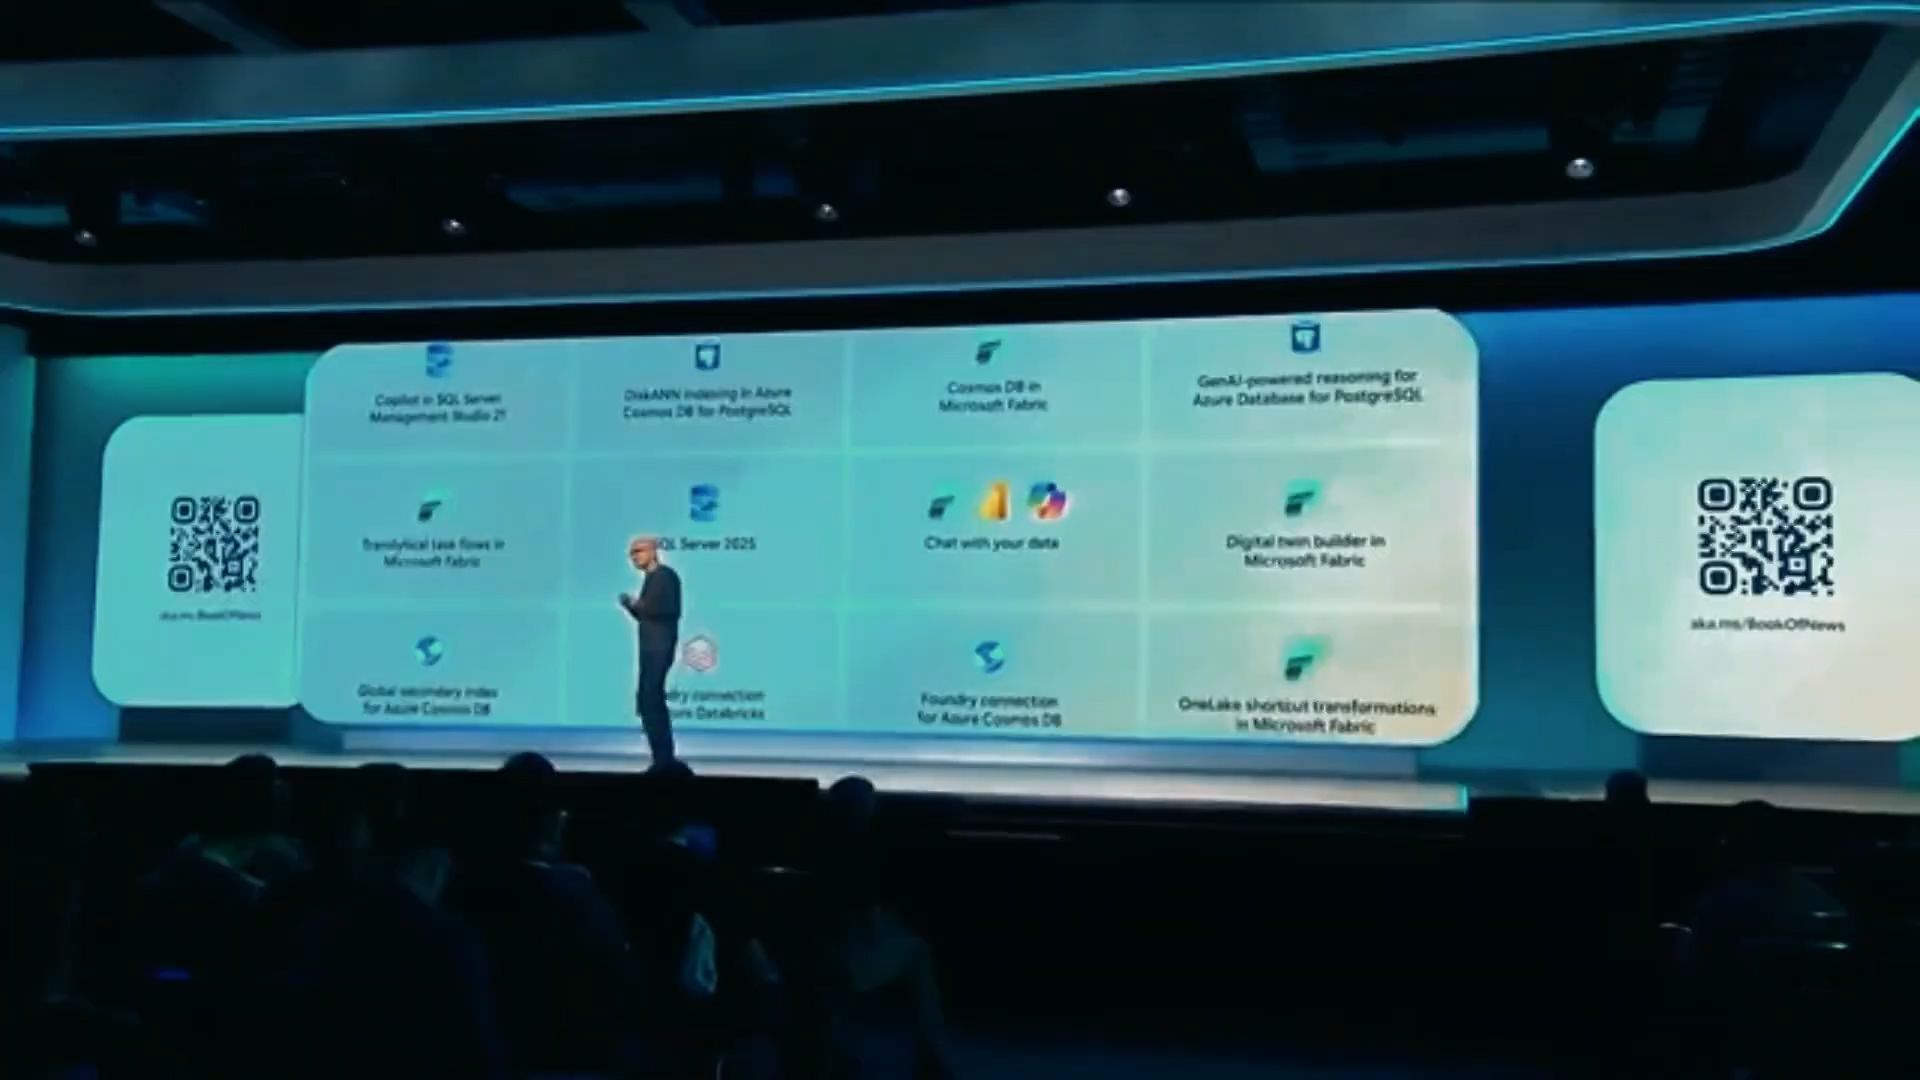 Copilot in SQL Server
Management Studio 21
DiskANN indexing in Azure
Cosmos DB for PostgreSQL
Cosmos DB in
Microsoft Fabric
GenAI-powered reasoning for
Azure Database for PostgreSQL
Translytical task flows in
Microsoft Fabric
SQL Server 2025
Chat with your data
Digital twin builder in
Microsoft Fabric
Global secondary index
for Azure Cosmos DB
connection
Databricks
Foundry connection
for Azure Cosmos DB
OneLake shortcut transformations
in Microsoft Fabric
aka.ms/BookOfNews
aka.ms/BookOfNews